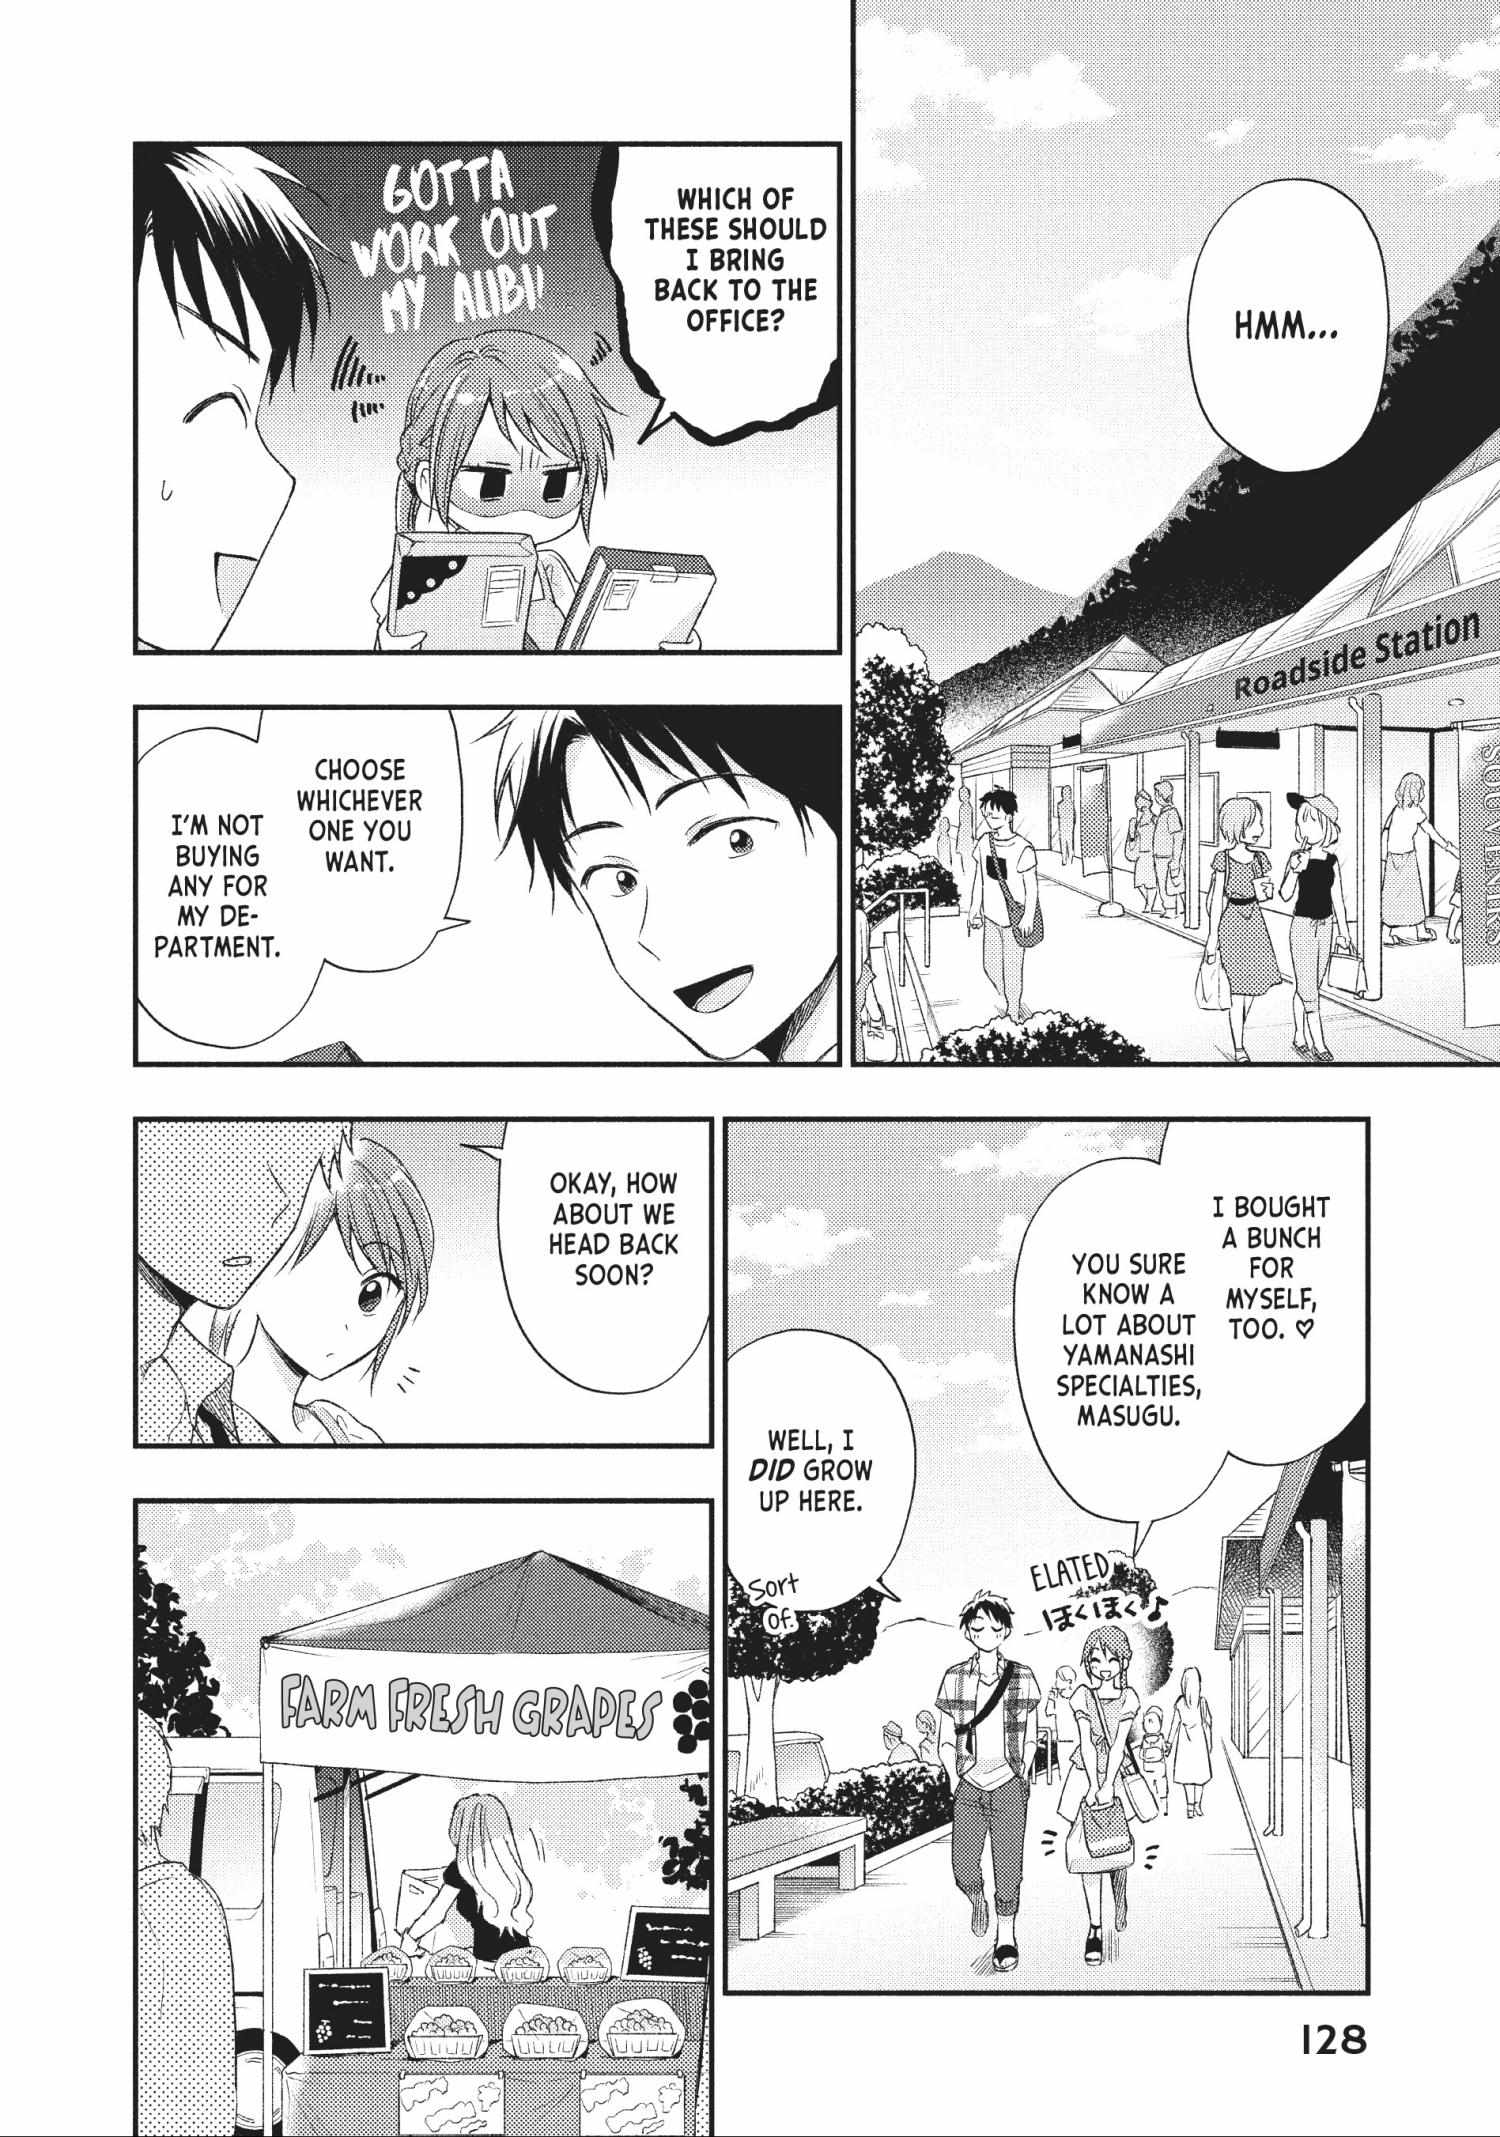 HMM...
Roadside Station
SOUVENIRS
WHICH OF
THESE SHOULD
I BRING
BACK TO THE
OFFICE?
GOTTA
WORK OUT
MY ALIBI!
CHOOSE
WHICHEVER
ONE YOU
WANT.
I'M NOT
BUYING
ANY FOR
MY DE-
PARTMENT.
I BOUGHT
A BUNCH
FOR
MYSELF,
TOO. ♡
YOU SURE
KNOW A
LOT ABOUT
YAMANASHI
SPECIALTIES,
MASUGU.
ELATED
ほくほく♪
WELL, I
DID GROW
UP HERE.
Sort
of.
OKAY, HOW
ABOUT WE
HEAD BACK
SOON?
FARM FRESH GRAPES
128